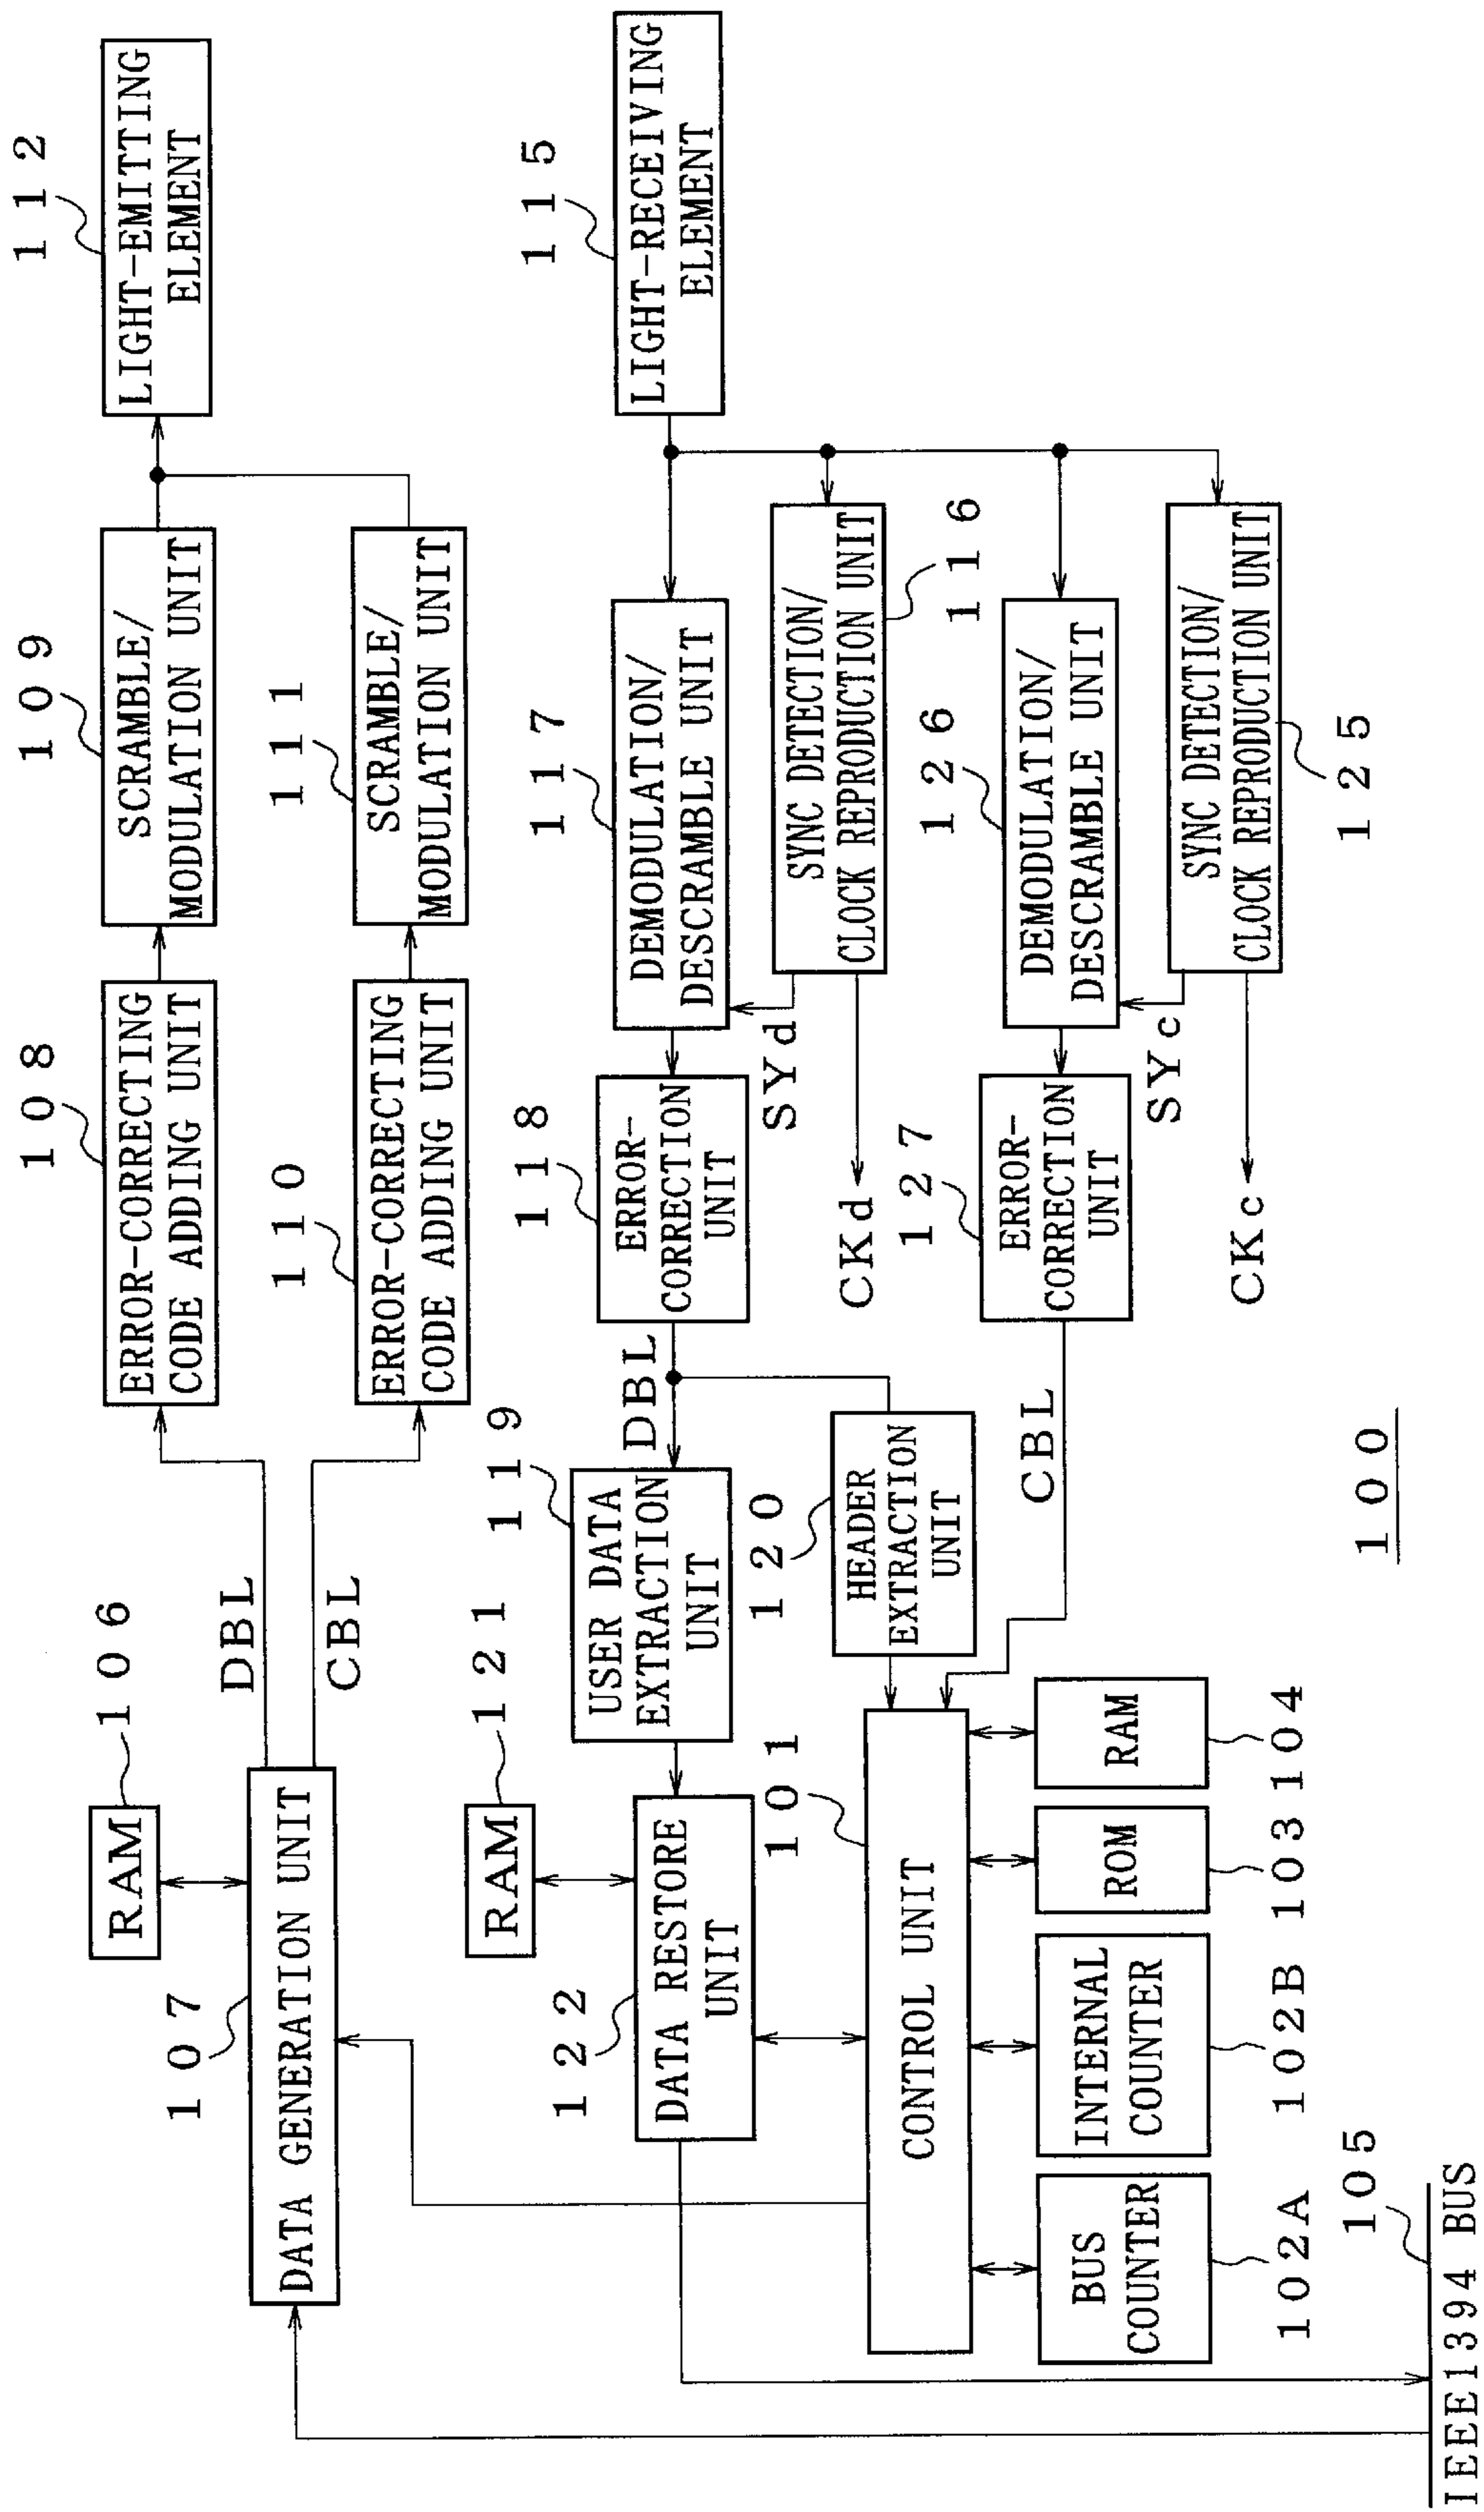 106
RAM
107
DATA GENERATION UNIT
DBL
CBL
108
ERROR-CORRECTING
CODE ADDING UNIT
109
SCRAMBLE/
MODULATION UNIT
112
LIGHT-EMITTING
ELEMENT
110
ERROR-CORRECTING
CODE ADDING UNIT
111
SCRAMBLE/
MODULATION UNIT
121
RAM
122
DATA RESTORE
UNIT
119
USER DATA
EXTRACTION
UNIT
DBL
118
ERROR-
CORRECTION
UNIT
117
DEMODULATION/
DESCRAMBLE UNIT
115
LIGHT-RECEIVING
ELEMENT
120
HEADER
EXTRACTION
UNIT
SYd
CKd
SYNC DETECTION/
CLOCK REPRODUCTION UNIT
116
101
CONTROL UNIT
CBL
127
ERROR-
CORRECTION
UNIT
126
DEMODULATION/
DESCRAMBLE UNIT
SYc
CKc
SYNC DETECTION/
CLOCK REPRODUCTION UNIT
125
BUS
COUNTER
102A
INTERNAL
COUNTER
102B
ROM
103
RAM
104
105
IEEE1394 BUS
100